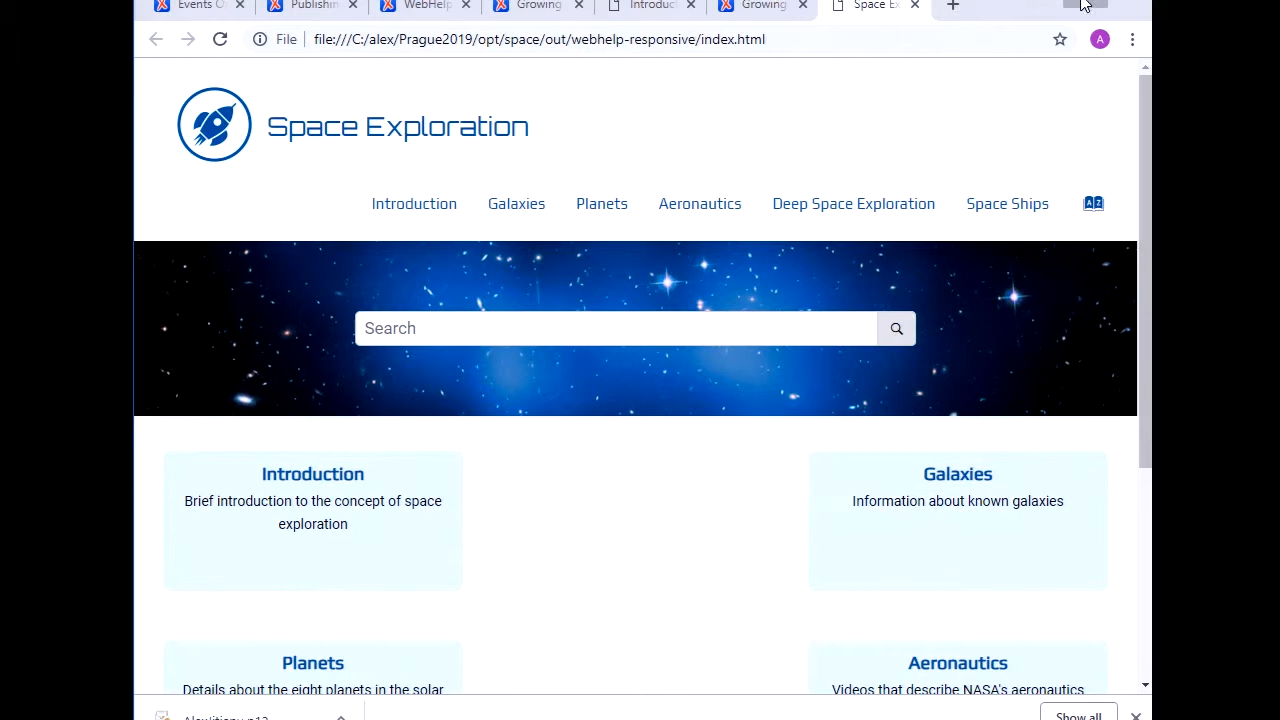 Events O
Publishin
WebHelp
Growing
Introduct
Growing
Space Ex
File
file:///C:/alex/Prague2019/opt/space/out/webhelp-responsive/index.html
A
Space Exploration
Introduction
Galaxies
Planets
Aeronautics
Deep Space Exploration
Space Ships
A Z
Search
Introduction
Brief introduction to the concept of space
exploration
Galaxies
Information about known galaxies
Planets
Details about the eight planets in the solar
Aeronautics
Videos that describe NASA's aeronautics
Show all